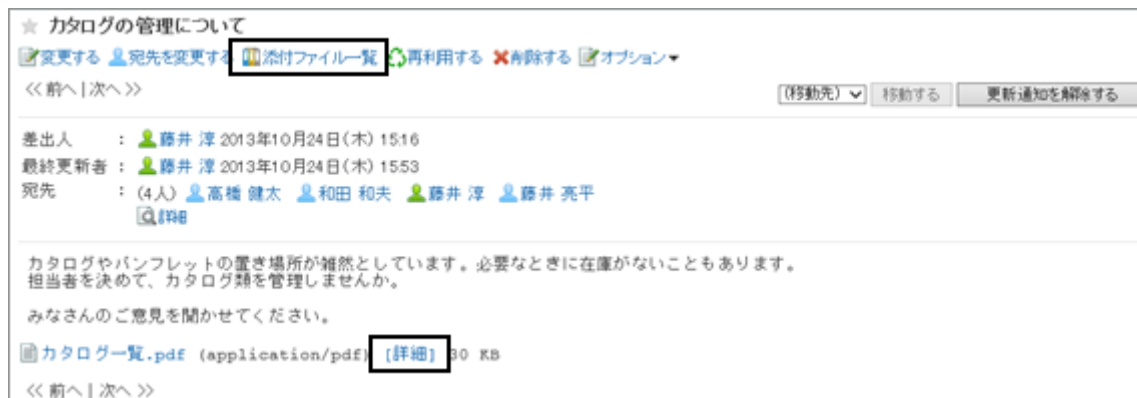 カタログの管理について
変更する 宛先を変更する 添付ファイル一覧 再利用する 削除する オプション
≪前へ | 次へ≫
(移動先) 移動する 更新通知を解除する
差出人 : 藤井 淳 2013年10月24日(木) 15:16
最終更新者 : 藤井 淳 2013年10月24日(木) 15:53
宛先 : (4人) 高橋 健太 和田 和夫 藤井 淳 藤井 亮平
詳細
カタログやパンフレットの置き場所が雑然としています。必要なときに在庫がないこともあります。
担当者を決めて、カタログ類を管理しませんか。
みなさんのご意見を聞かせてください。
カタログ一覧.pdf (application/pdf) [詳細] 30 KB
≪前へ | 次へ≫